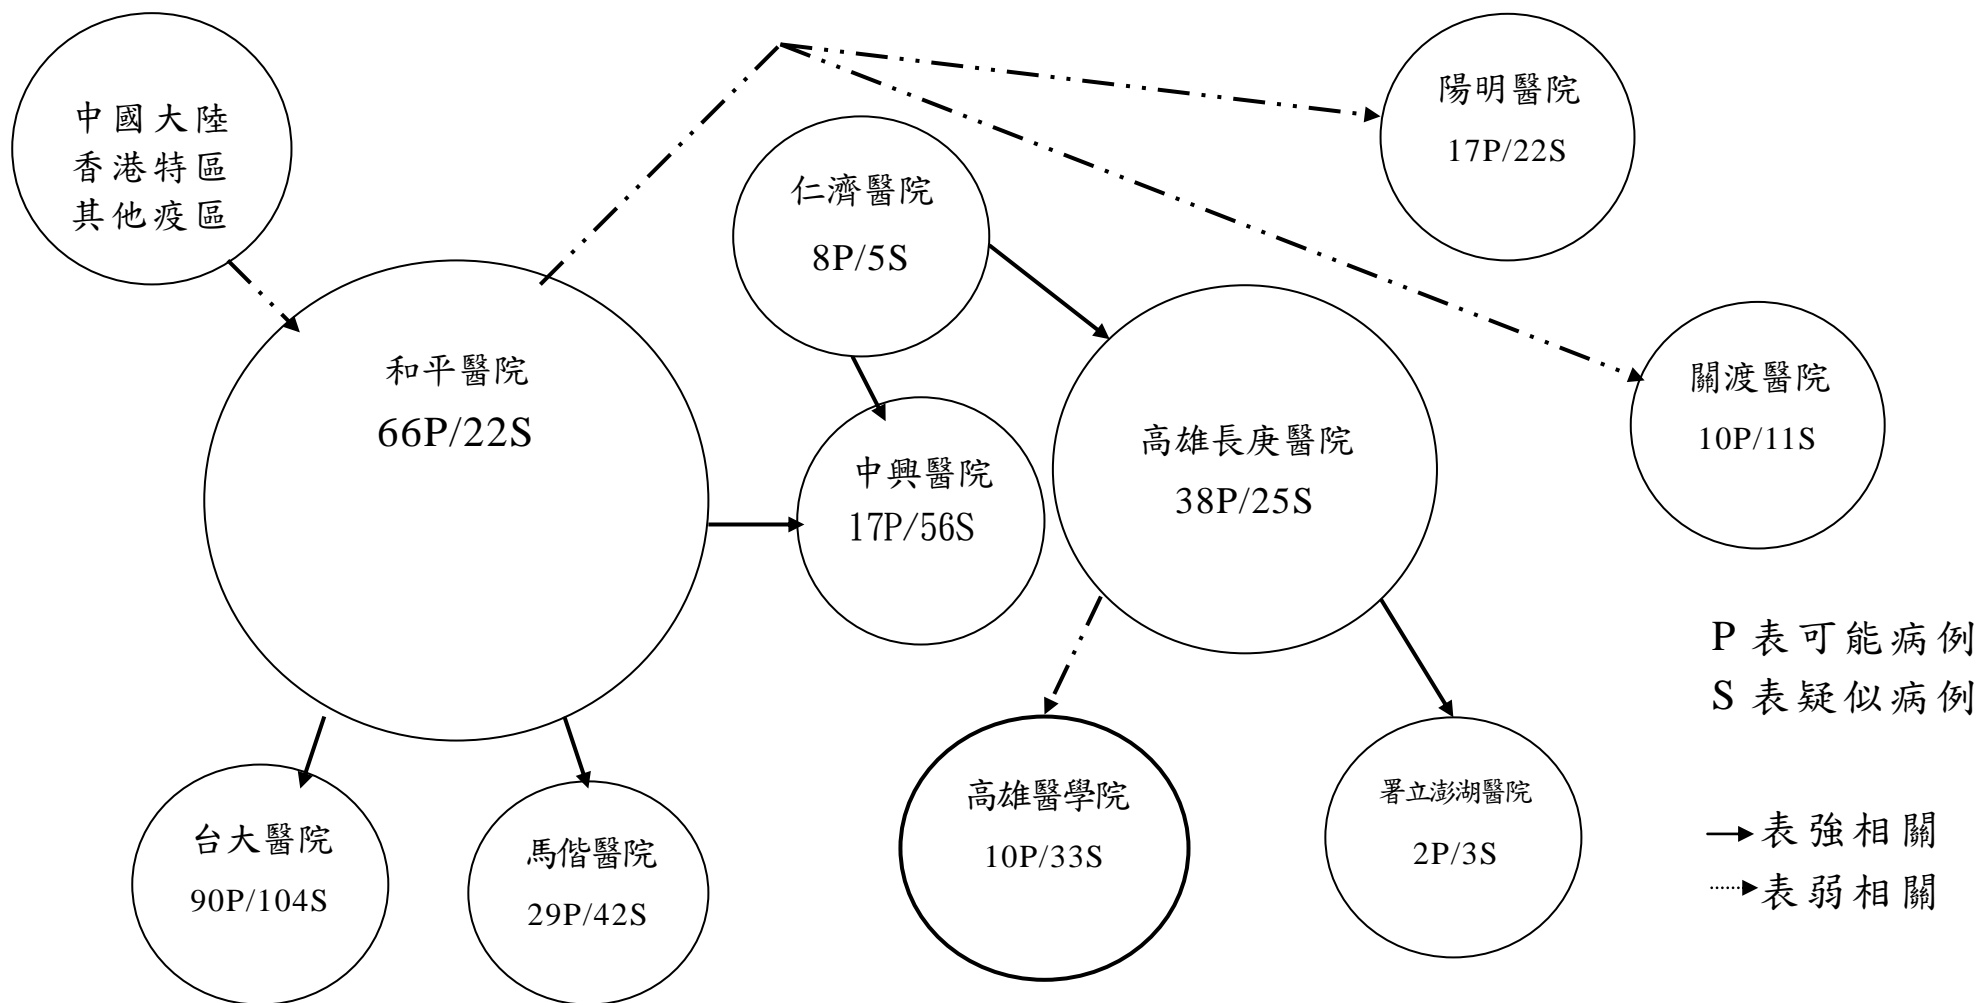 中國大陸
香港特區
其他疫區
和平醫院
66P/22S
仁濟醫院
8P/5S
陽明醫院
17P/22S
關渡醫院
10P/11S
中興醫院
17P/56S
高雄長庚醫院
38P/25S
台大醫院
90P/104S
馬偕醫院
29P/42S
高雄醫學院
10P/33S
署立澎湖醫院
2P/3S
P 表可能病例
S 表疑似病例
表強相關
表弱相關